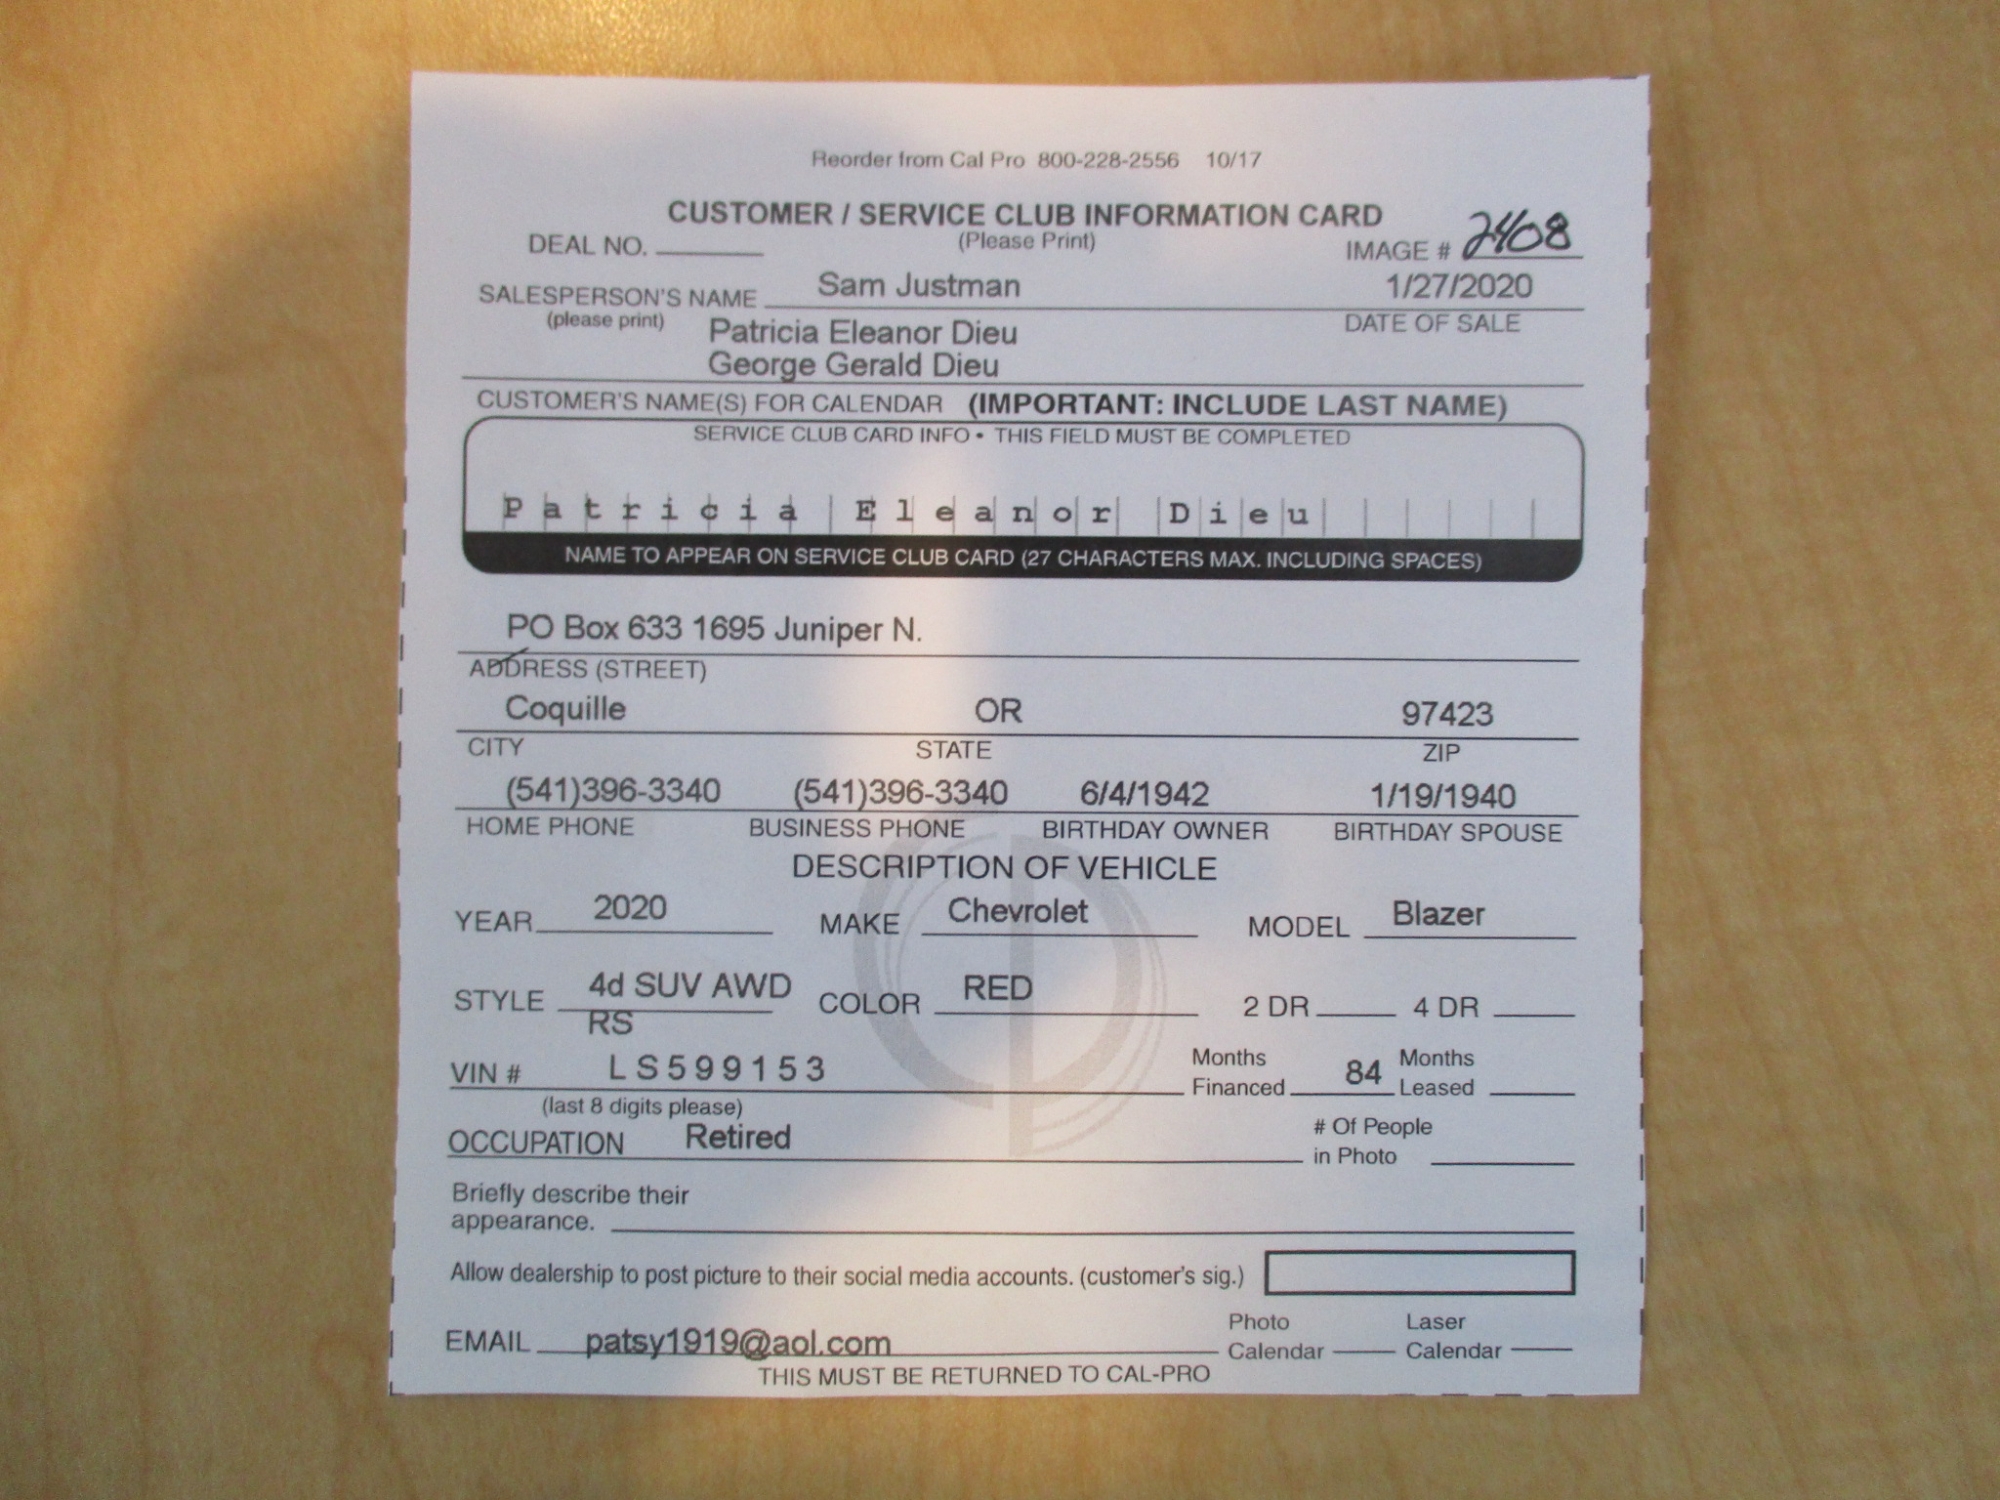 Reorder from Cal Pro 800-228-2556 10/17
CUSTOMER / SERVICE CLUB INFORMATION CARD
(Please Print)
DEAL NO. IMAGE # 2408
SALESPERSON'S NAME Sam Justman 1/27/2020
(please print) DATE OF SALE
Patricia Eleanor Dieu
George Gerald Dieu
CUSTOMER'S NAME(S) FOR CALENDAR (IMPORTANT: INCLUDE LAST NAME)
SERVICE CLUB CARD INFO • THIS FIELD MUST BE COMPLETED
Patricia Eleanor Dieu
NAME TO APPEAR ON SERVICE CLUB CARD (27 CHARACTERS MAX. INCLUDING SPACES)
PO Box 633 1695 Juniper N.
ADDRESS (STREET)
Coquille OR 97423
CITY STATE ZIP
(541)396-3340 (541)396-3340 6/4/1942 1/19/1940
HOME PHONE BUSINESS PHONE BIRTHDAY OWNER BIRTHDAY SPOUSE
DESCRIPTION OF VEHICLE
YEAR 2020 MAKE Chevrolet MODEL Blazer
STYLE 4d SUV AWD COLOR RED 2 DR 4 DR
RS
VIN # LS599153 Months Financed 84 Months Leased
(last 8 digits please)
OCCUPATION Retired # Of People in Photo
Briefly describe their
appearance.
Allow dealership to post picture to their social media accounts. (customer's sig.)
EMAIL patsy1919@aol.com Photo Calendar Laser Calendar
THIS MUST BE RETURNED TO CAL-PRO